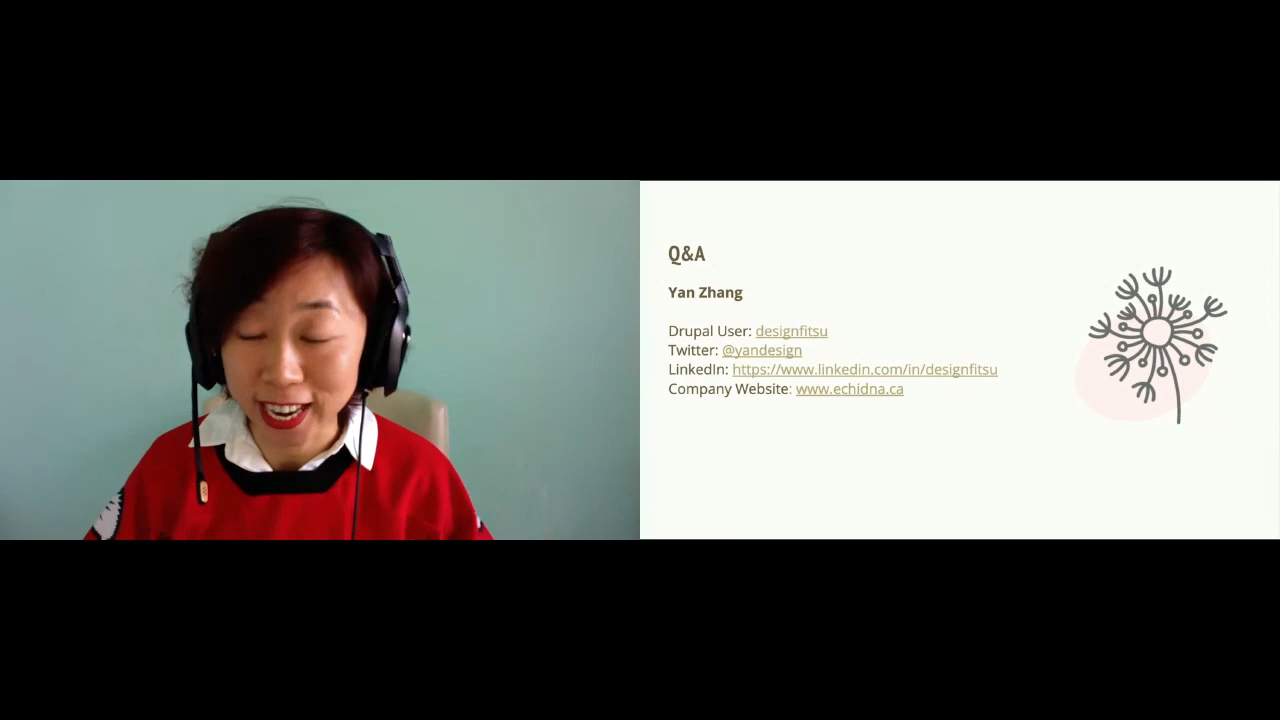 Q&A
Yan Zhang
Drupal User: designfitsu
Twitter: @yandesign
LinkedIn: https://www.linkedin.com/in/designfitsu
Company Website: www.echidna.ca